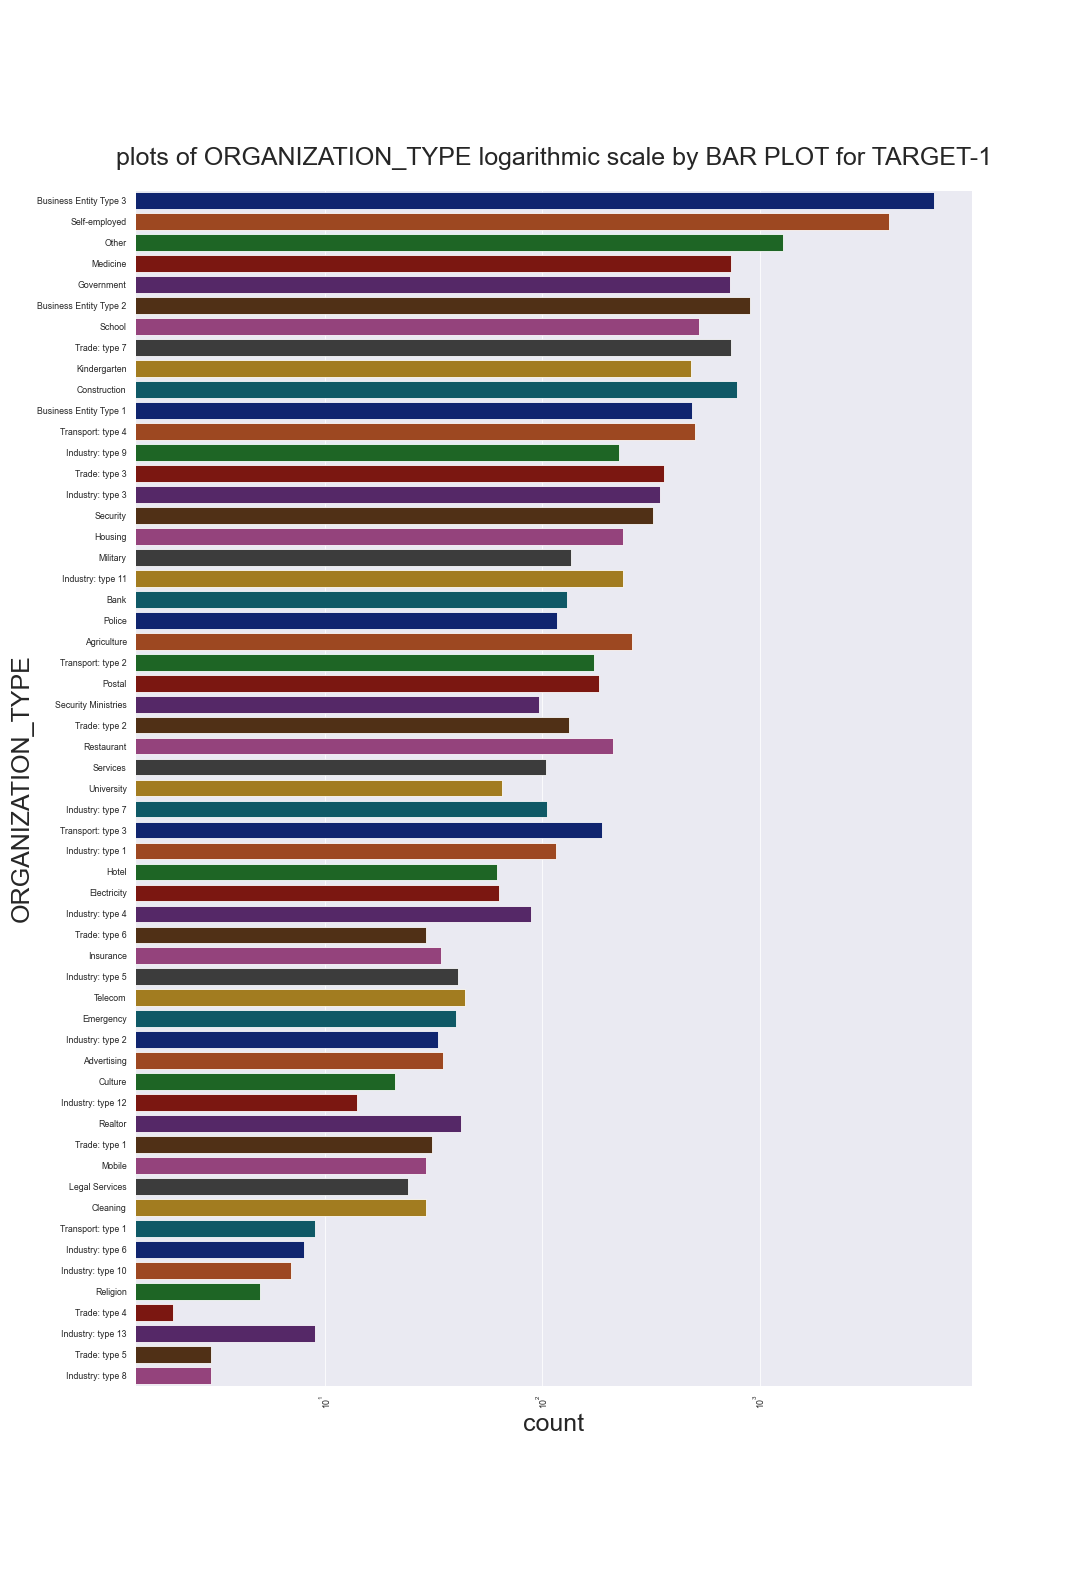 plots of ORGANIZATION_TYPE logarithmic scale by BAR PLOT for TARGET-1
Business Entity Type 3
Self-employed
Other
Medicine
Government
Business Entity Type 2
School
Trade: type 7
Kindergarten
Construction
Business Entity Type 1
Transport: type 4
Industry: type 9
Trade: type 3
Industry: type 3
Security
Housing
Military
Industry: type 11
Bank
Police
Agriculture
Transport: type 2
Postal
Security Ministries
Trade: type 2
Restaurant
Services
University
Industry: type 7
Transport: type 3
Industry: type 1
Hotel
Electricity
Industry: type 4
Trade: type 6
Insurance
Industry: type 5
Telecom
Emergency
Industry: type 2
Advertising
Culture
Industry: type 12
Realtor
Trade: type 1
Mobile
Legal Services
Cleaning
Transport: type 1
Industry: type 6
Industry: type 10
Religion
Trade: type 4
Industry: type 13
Trade: type 5
Industry: type 8
ORGANIZATION_TYPE
10¹ 10² 10³
count